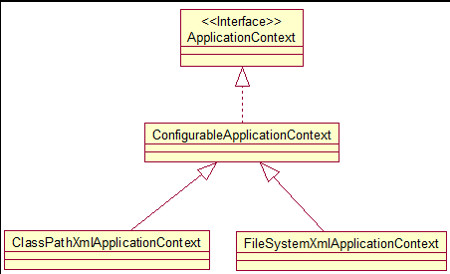 <<Interface>>
ApplicationContext
ConfigurableApplicationContext
ClassPathXmlApplicationContext
FileSystemXmlApplicationContext